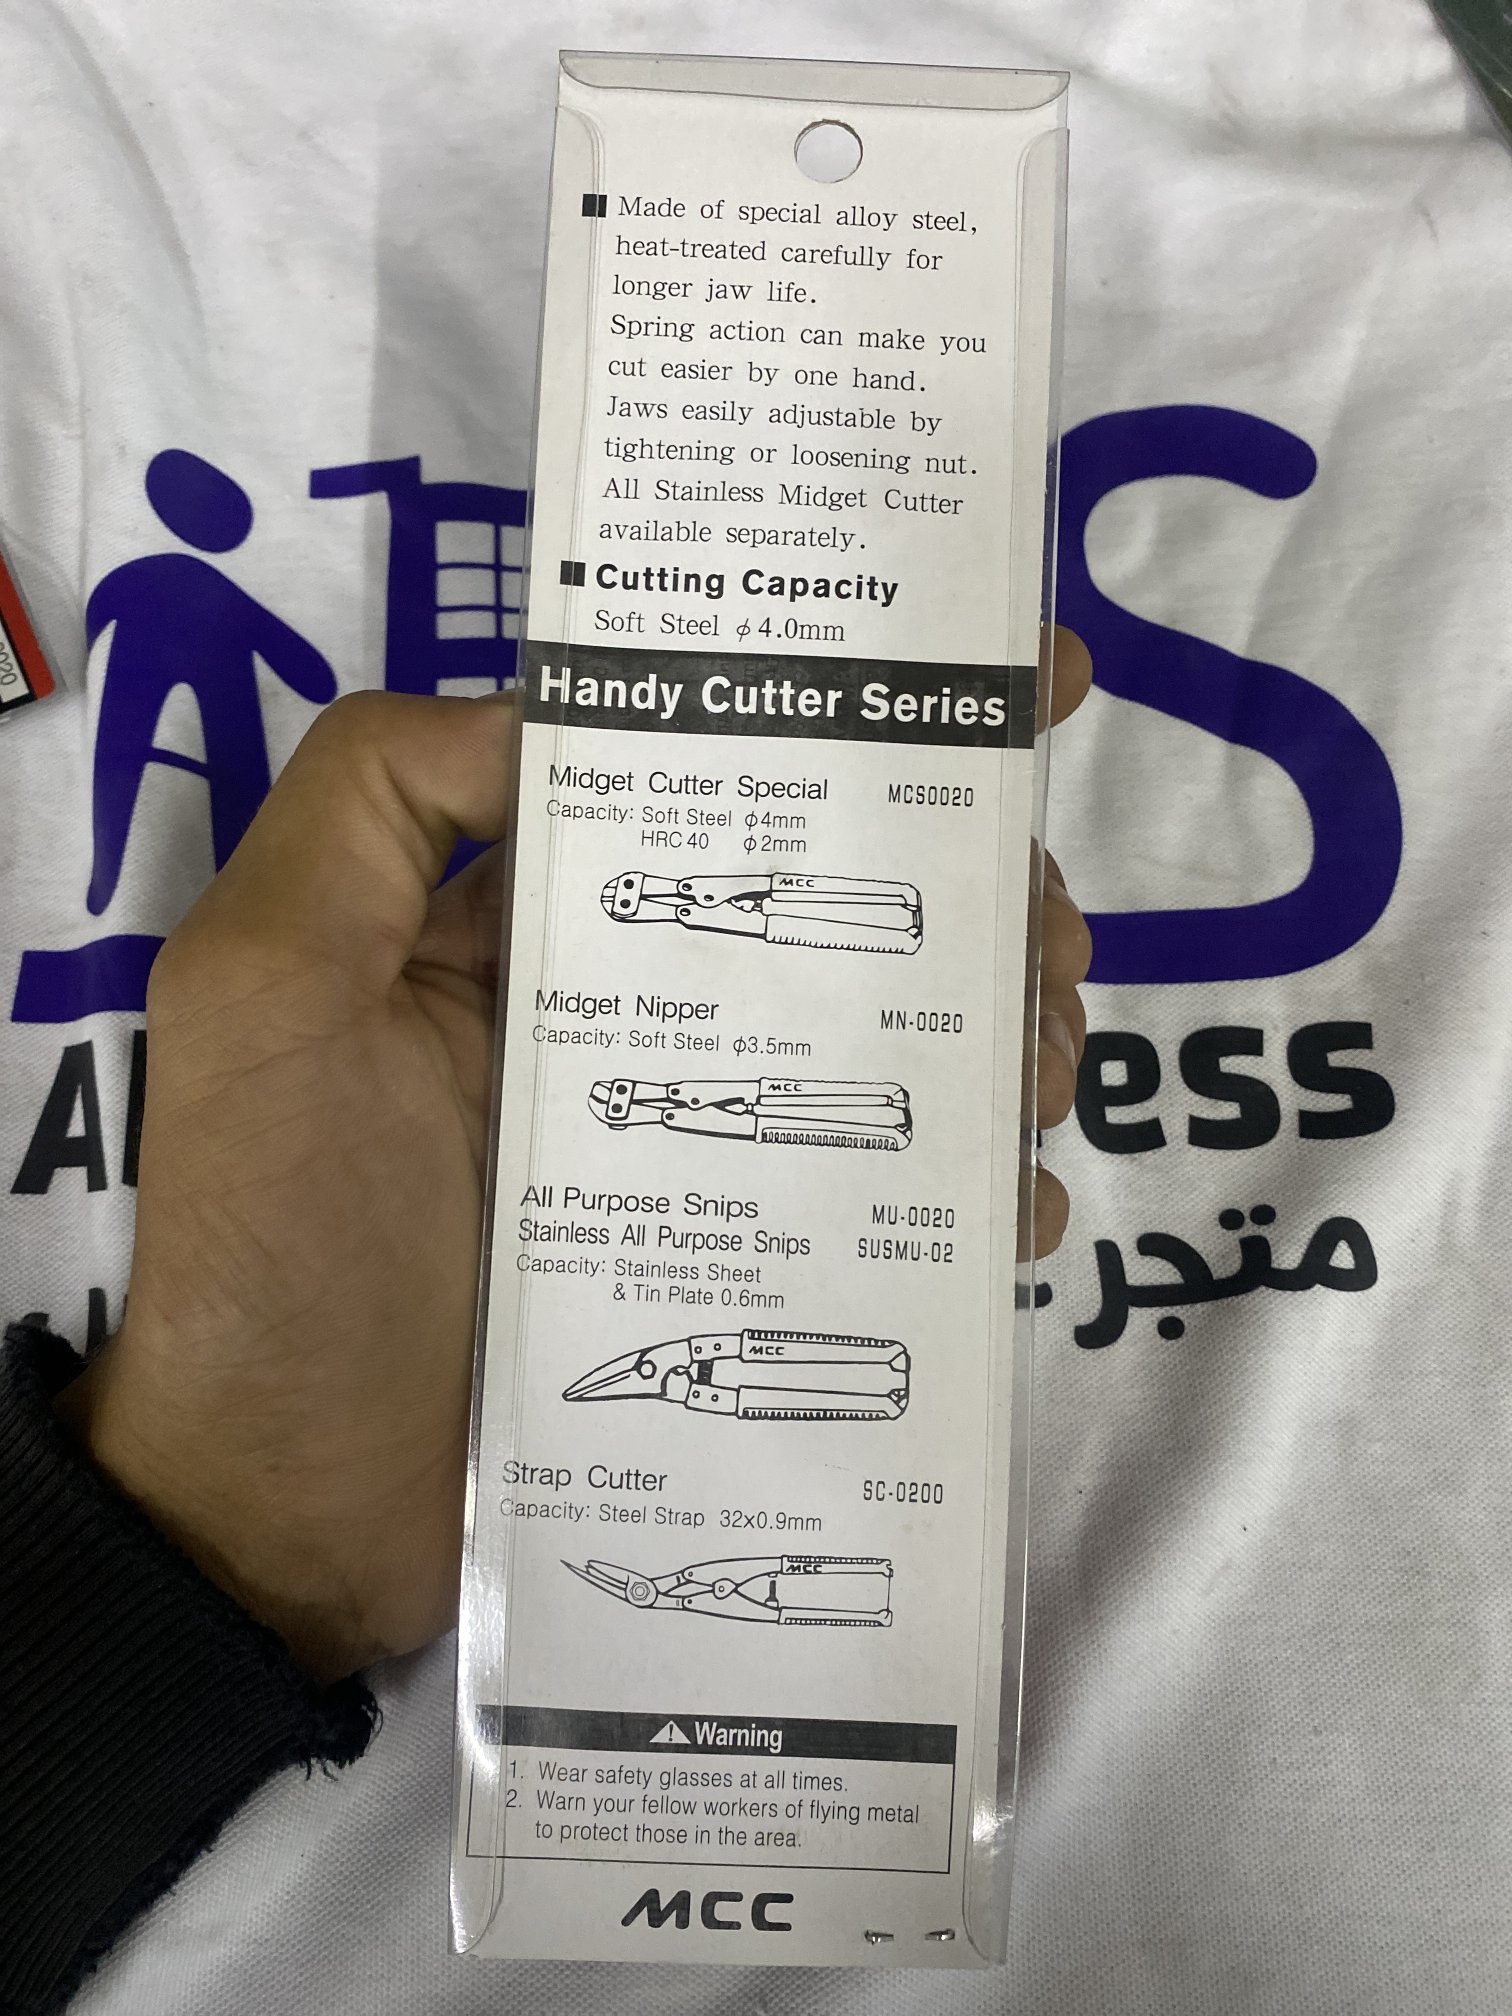 ■ Made of special alloy steel,
heat-treated carefully for
longer jaw life.
Spring action can make you
cut easier by one hand.
Jaws easily adjustable by
tightening or loosening nut.
All Stainless Midget Cutter
available separately.
■ Cutting Capacity
Soft Steel φ4.0mm
Handy Cutter Series
Midget Cutter Special MCS0020
Capacity: Soft Steel φ4mm
HRC40 φ2mm
MCC
Midget Nipper MN-0020
Capacity: Soft Steel φ3.5mm
MCC
All Purpose Snips MU-0020
Stainless All Purpose Snips SUSMU-02
Capacity: Stainless Sheet
& Tin Plate 0.6mm
MCC
Strap Cutter SC-0200
Capacity: Steel Strap 32x0.9mm
MCC
⚠ Warning
1. Wear safety glasses at all times.
2. Warn your fellow workers of flying metal
to protect those in the area.
MCC
S
ess
متجر
0020